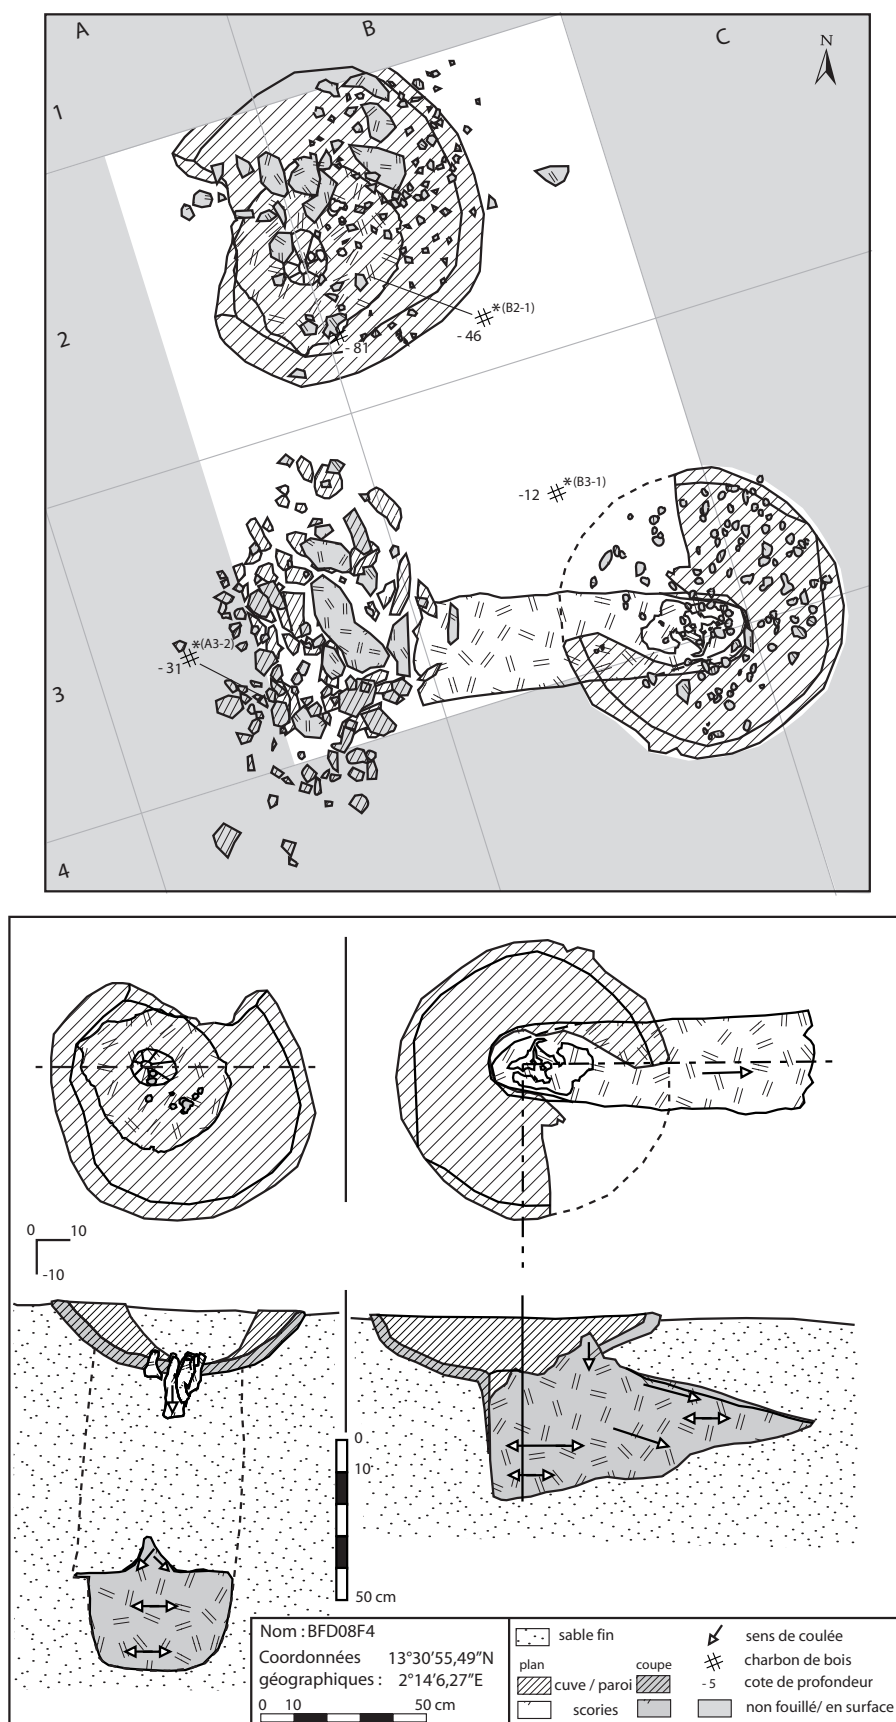 A
B
C
N
1
*(B2-1)
2
- 46
- 81
*(B3-1)
-12
*(A3-2)
- 31
3
4
0 10
-10
0
10
50 cm
Nom : BFD08F4
Coordonnées 13°30'55,49''N
géographiques : 2°14'6,27''E
0 10 50 cm
sable fin
sens de coulée
charbon de bois
plan coupe
cuve / paroi
- 5 cote de profondeur
scories
non fouillé/ en surface